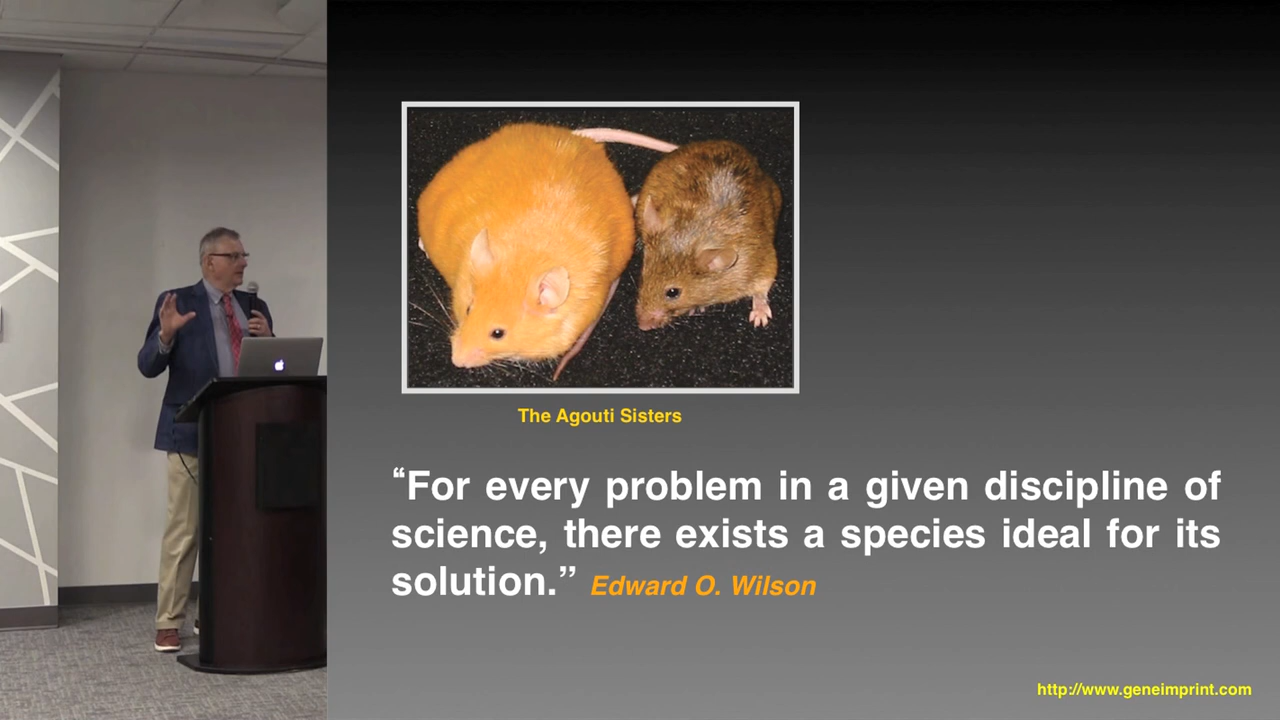 The Agouti Sisters
“For every problem in a given discipline of
science, there exists a species ideal for its
solution.” Edward O. Wilson
http://www.geneimprint.com